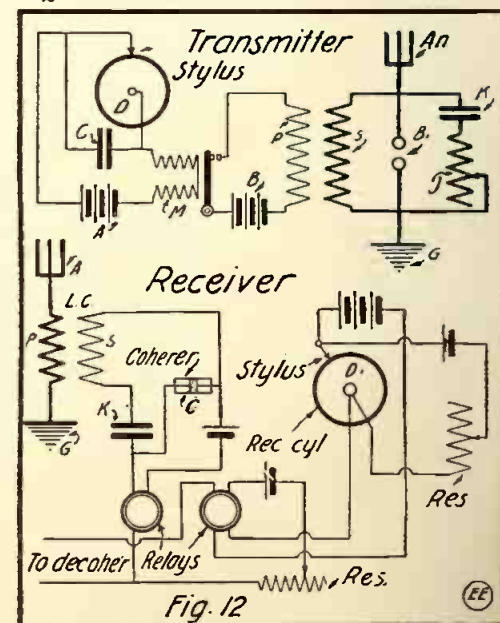 Transmitter
An
Stylus
D
K
C
P
S
B.
M
B
J
A
G
Receiver
A
L.C.
P
S
Coherer
Stylus
D.
C
K
Rec cyl
G
Res
To decoher Relays
Res.
Fig. 12
EE